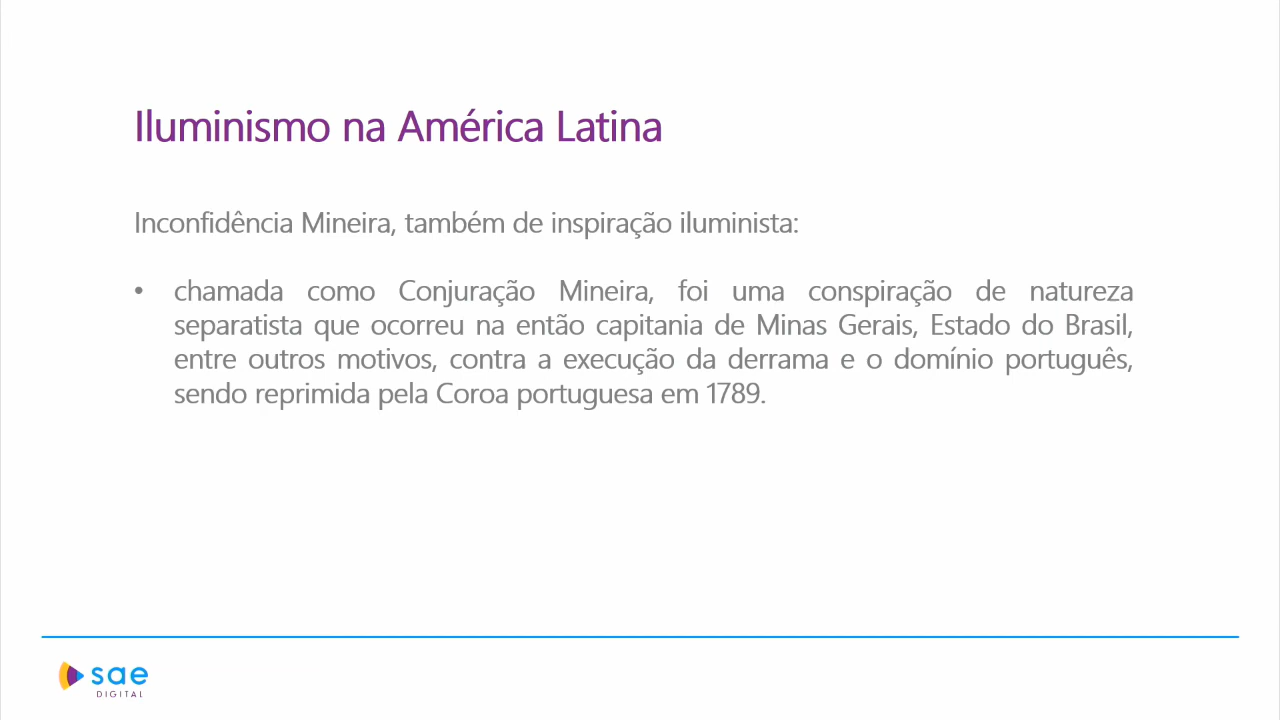 Iluminismo na América Latina
Inconfidência Mineira, também de inspiração iluminista:
• chamada como Conjuração Mineira, foi uma conspiração de natureza
separatista que ocorreu na então capitania de Minas Gerais, Estado do Brasil,
entre outros motivos, contra a execução da derrama e o domínio português,
sendo reprimida pela Coroa portuguesa em 1789.
sae
DIGITAL